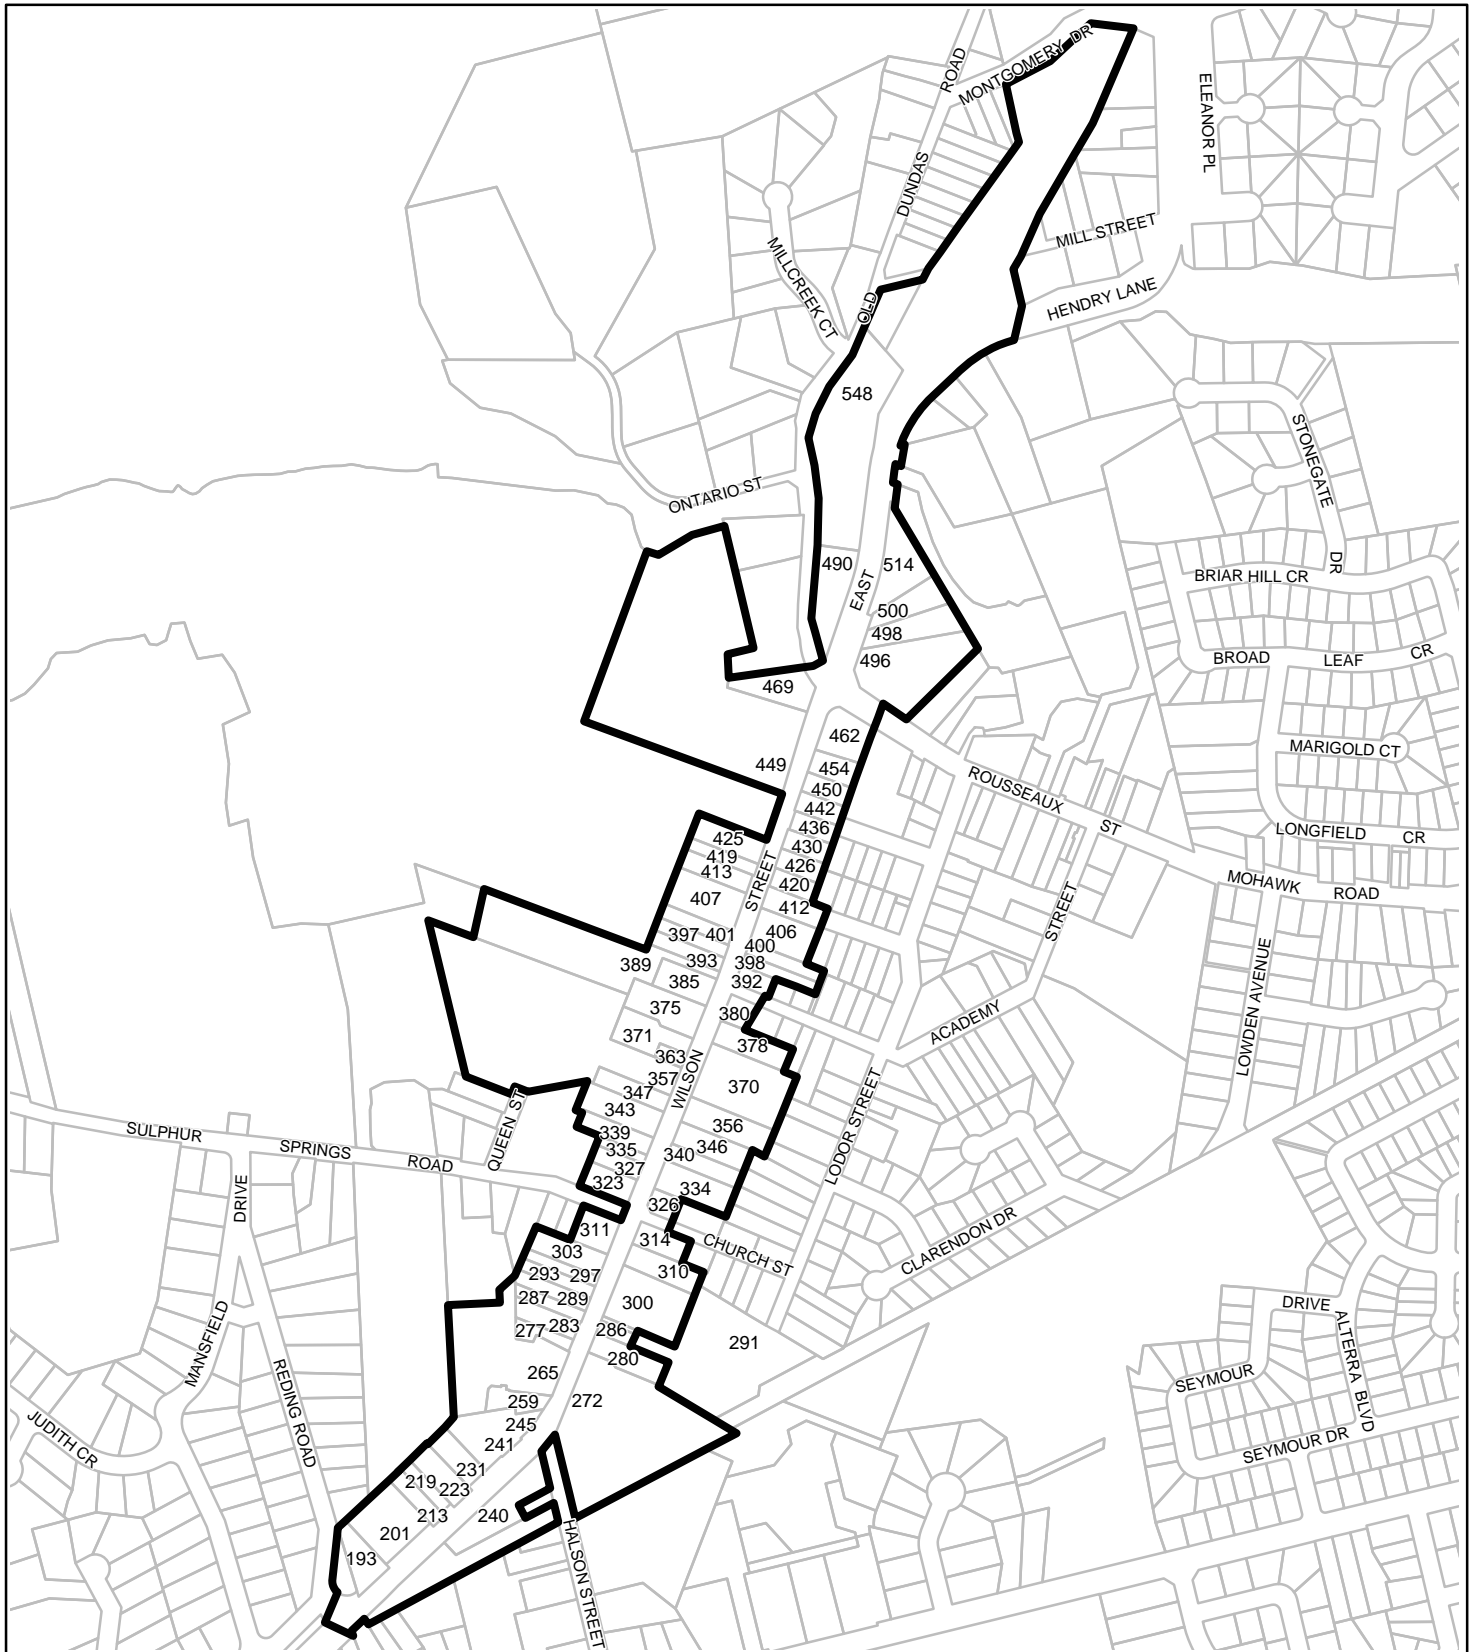 MONTGOMERY DR
ROAD
DUNDAS
OLD
ELEANOR PL
MILL STREET
HENDRY LANE
MILLCREEK CT
548
ONTARIO ST
STONEGATE
DR
490
514
EAST
500
498
496
469
BRIAR HILL CR
BROAD
LEAF
CR
MARIGOLD CT
LONGFIELD
CR
462
449
454
450
442
436
430
426
420
412
406
400
398
392
380
378
370
356
346
340
334
326
314
310
300
286
280
291
272
425
419
413
407
397
401
389
393
385
375
371
363
357
347
343
339
335
327
323
311
303
293
297
287
289
277
283
265
259
245
241
231
219
223
213
240
201
193
STREET
WILSON
ROUSSEAUX
ST
MOHAWK
ROAD
STREET
ACADEMY
LOWDEN AVENUE
LODOR STREET
CLARENDON DR
CHURCH ST
QUEEN ST
SULPHUR
SPRINGS
ROAD
DRIVE
MANSFIELD
REDING ROAD
JUDITH CR
HALSON STREET
DRIVE
SEYMOUR
ALTERRA BLVD
SEYMOUR DR